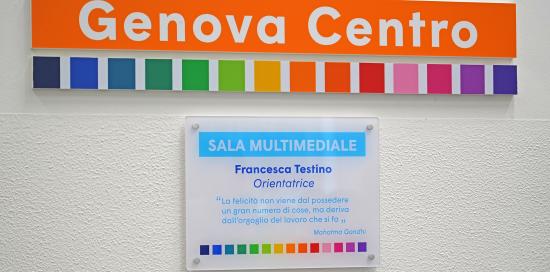 Genova Centro
SALA MULTIMEDIALE
Francesca Testino
Orientatrice
"La felicità non viene dal possedere
un gran numero di cose, ma deriva
dall'orgoglio del lavoro che si fa„
Mahatma Gandhi